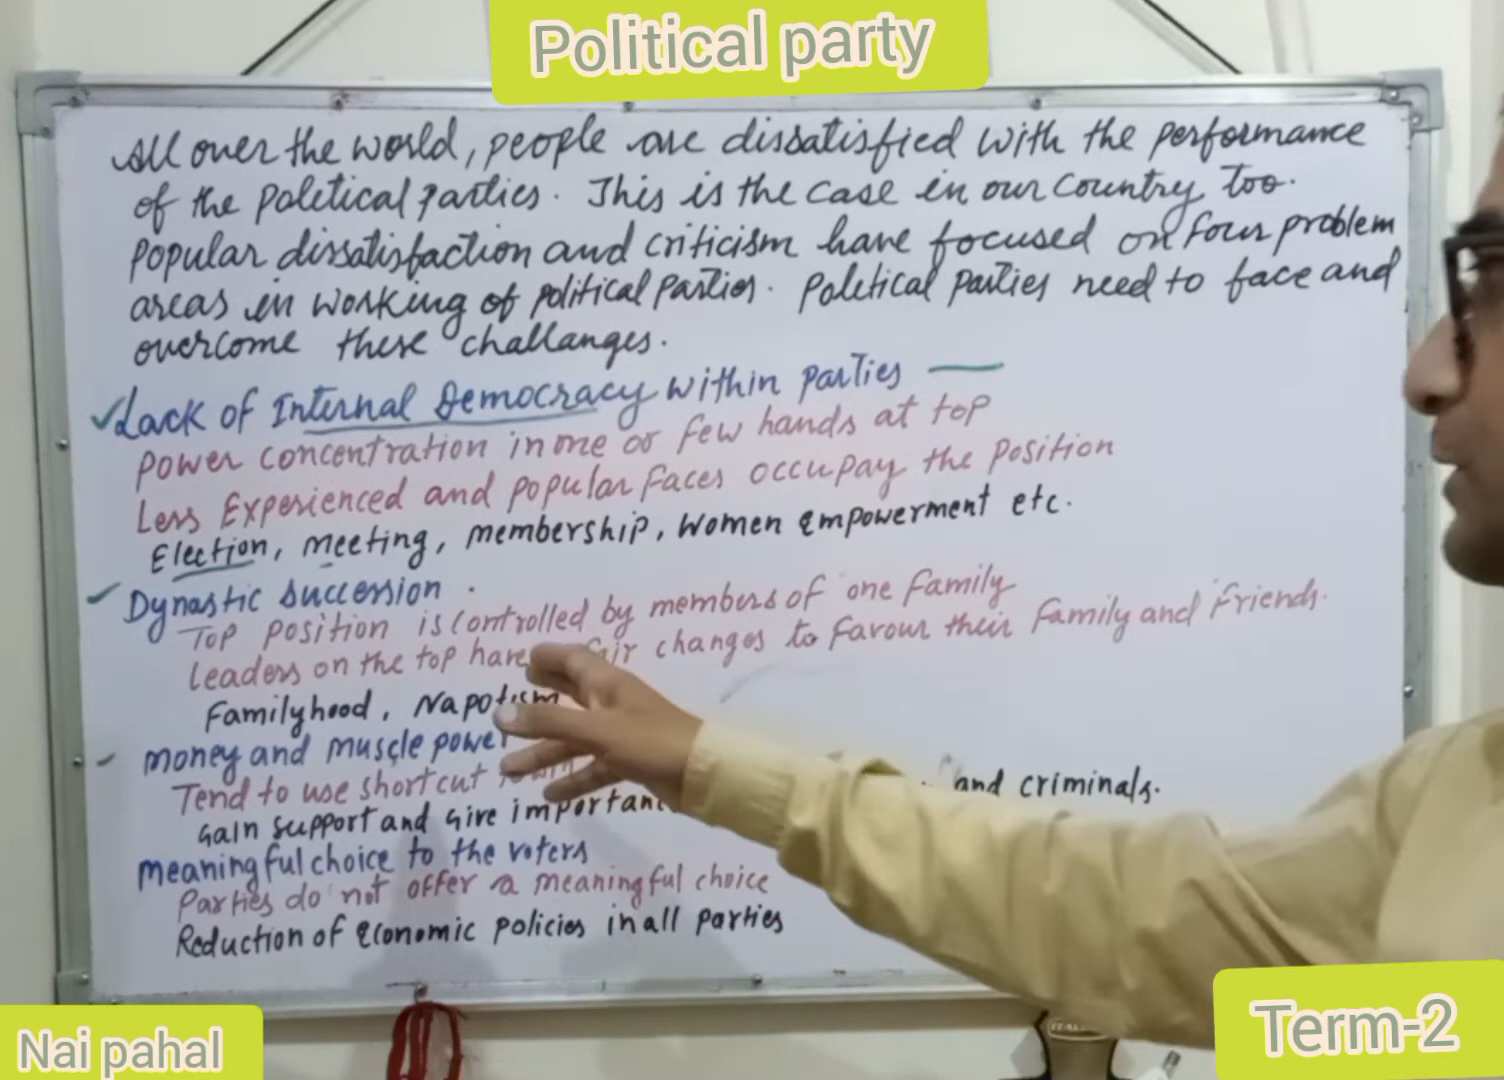 Political party
All over the world, people are dissatisfied with the performance
of the political parties. This is the case in our country too.
Popular dissatisfaction and criticism have focused on four problem
areas in working of political parties. Political parties need to face and
overcome these challanges.
Lack of Internal Democracy within parties —
Power concentration in one or few hands at top
Less Experienced and popular faces occupay the position
Election, meeting, membership, women empowerment etc.
Dynastic succession
Top position is controlled by members of one family
Leaders on the top have changes to favour their family and friends.
Familyhood, Napotism
money and muscle power
Tend to use shortcut
and criminals.
Gain support and give
meaningful choice to the voters
Parties do not offer a meaningful choice
Reduction of economic policies in all parties
Nai pahal
Term-2